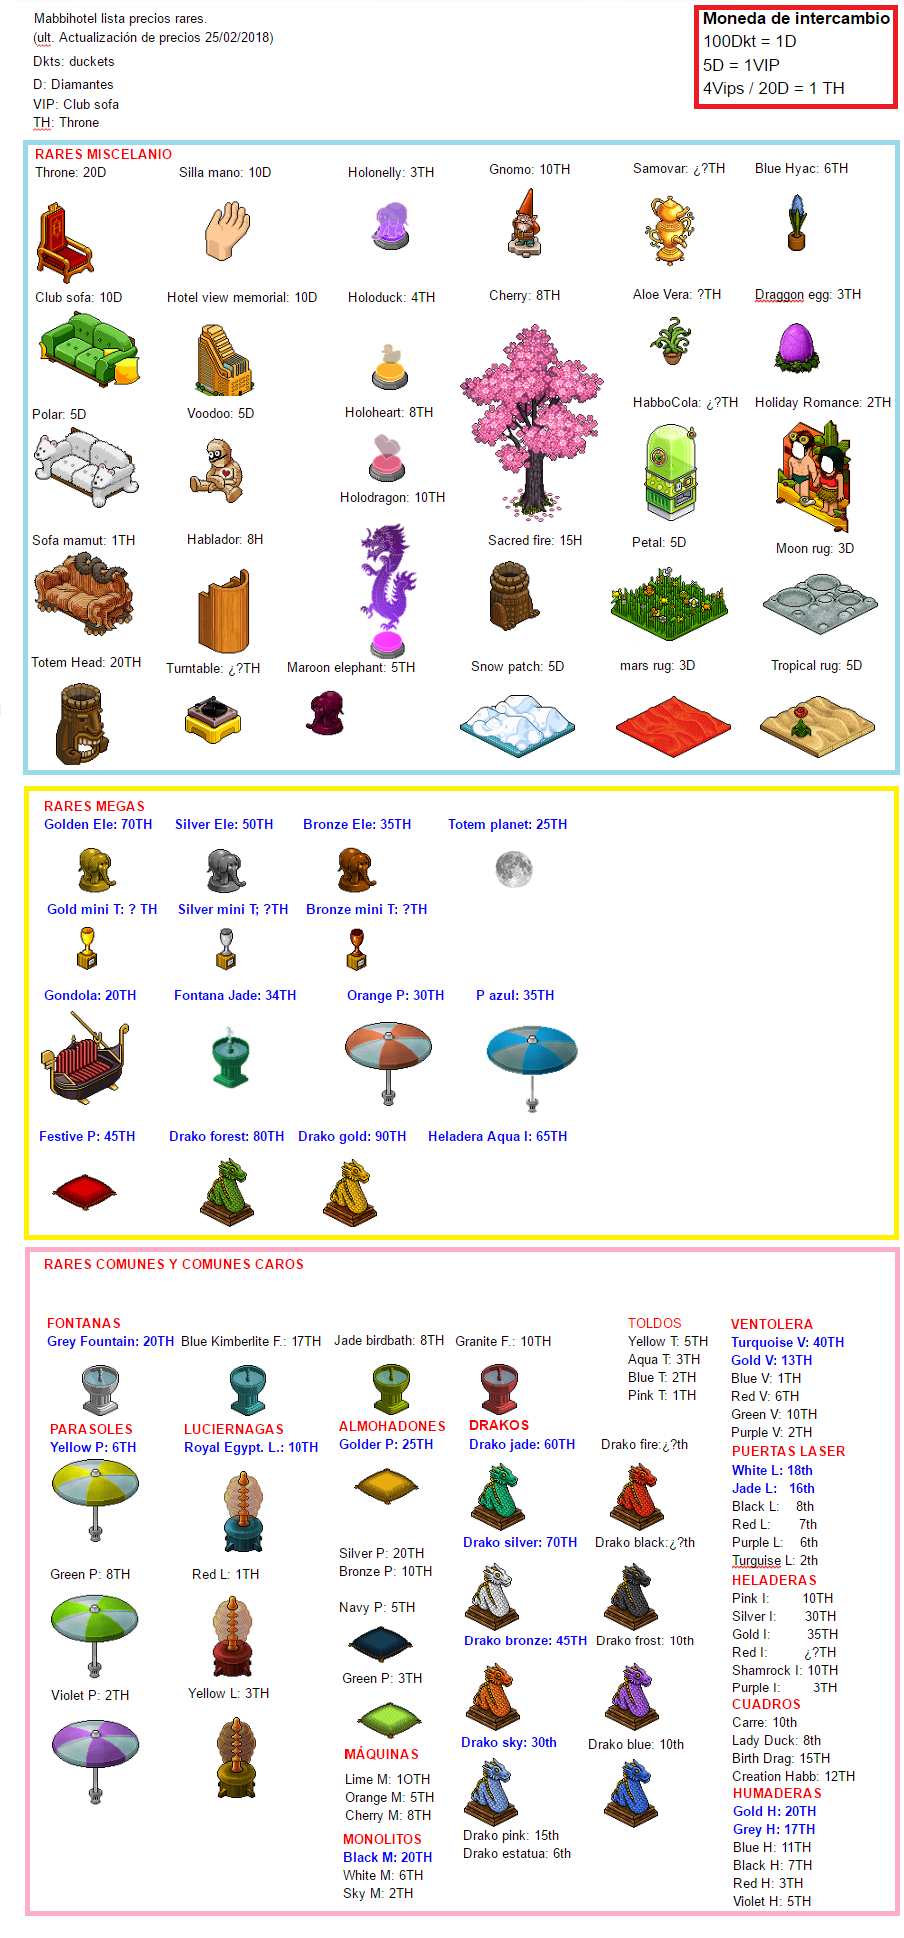 Mabbihotel lista precios rares.
(ult. Actualización de precios 25/02/2018)
Dkts: duckets
D: Diamantes
VIP: Club sofa
TH: Throne
Moneda de intercambio
100Dkt = 1D
5D = 1VIP
4Vips / 20D = 1 TH
RARES MISCELANIO
Throne: 20D
Silla mano: 10D
Holonelly: 3TH
Gnomo: 10TH
Samovar: ¿?TH
Blue Hyac: 6TH
Club sofa: 10D
Hotel view memorial: 10D
Holoduck: 4TH
Cherry: 8TH
Aloe Vera: ?TH
Draggon egg: 3TH
Polar: 5D
Voodoo: 5D
Holoheart: 8TH
HabboCola: ¿?TH
Holiday Romance: 2TH
Holodragon: 10TH
Sofa mamut: 1TH
Hablador: 8H
Sacred fire: 15H
Petal: 5D
Moon rug: 3D
Totem Head: 20TH
Turntable: ¿?TH
Maroon elephant: 5TH
Snow patch: 5D
mars rug: 3D
Tropical rug: 5D
RARES MEGAS
Golden Ele: 70TH
Silver Ele: 50TH
Bronze Ele: 35TH
Totem planet: 25TH
Gold mini T: ? TH
Silver mini T; ?TH
Bronze mini T: ?TH
Gondola: 20TH
Fontana Jade: 34TH
Orange P: 30TH
P azul: 35TH
Festive P: 45TH
Drako forest: 80TH
Drako gold: 90TH
Heladera Aqua I: 65TH
RARES COMUNES Y COMUNES CAROS
FONTANAS
Grey Fountain: 20TH
Blue Kimberlite F.: 17TH
Jade birdbath: 8TH
Granite F.: 10TH
PARASOLES
Yellow P: 6TH
Green P: 8TH
Violet P: 2TH
LUCIERNAGAS
Royal Egypt. L.: 10TH
Red L: 1TH
Yellow L: 3TH
ALMOHADONES
Golder P: 25TH
Silver P: 20TH
Bronze P: 10TH
Navy P: 5TH
Green P: 3TH
MÁQUINAS
Lime M: 1OTH
Orange M: 5TH
Cherry M: 8TH
MONOLITOS
Black M: 20TH
White M: 6TH
Sky M: 2TH
DRAKOS
Drako jade: 60TH
Drako fire:¿?th
Drako silver: 70TH
Drako black:¿?th
Drako bronze: 45TH
Drako frost: 10th
Drako sky: 30th
Drako blue: 10th
Drako pink: 15th
Drako estatua: 6th
TOLDOS
Yellow T: 5TH
Aqua T: 3TH
Blue T: 2TH
Pink T: 1TH
VENTOLERA
Turquoise V: 40TH
Gold V: 13TH
Blue V: 1TH
Red V: 6TH
Green V: 10TH
Purple V: 2TH
PUERTAS LASER
White L: 18th
Jade L: 16th
Black L: 8th
Red L: 7th
Purple L: 6th
Turguise L: 2th
HELADERAS
Pink I: 10TH
Silver I: 30TH
Gold I: 35TH
Red I: ¿?TH
Shamrock I: 10TH
Purple I: 3TH
CUADROS
Carre: 10th
Lady Duck: 8th
Birth Drag: 15TH
Creation Habb: 12TH
HUMADERAS
Gold H: 20TH
Grey H: 17TH
Blue H: 11TH
Black H: 7TH
Red H: 3TH
Violet H: 5TH